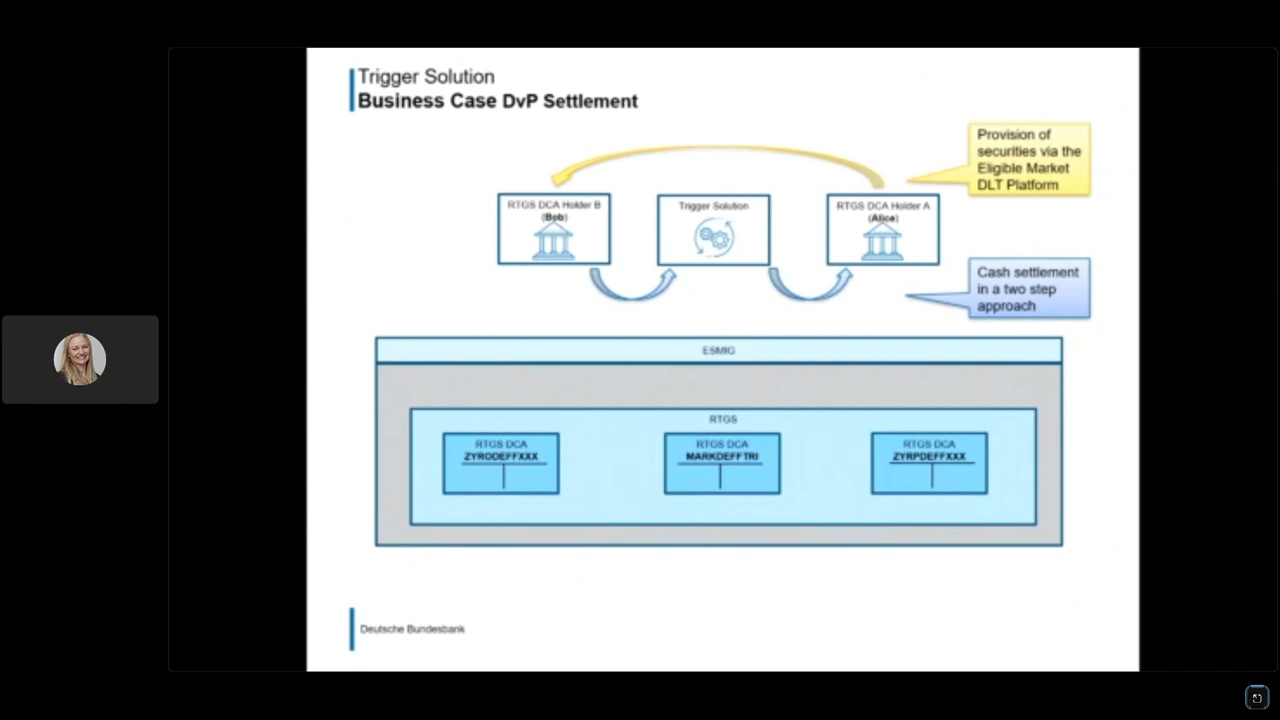 Trigger Solution
Business Case DvP Settlement
Provision of
securities via the
Eligible Market
DLT Platform
RTGS DCA Holder B
(Bob)
Trigger Solution
RTGS DCA Holder A
(Alice)
Cash settlement
in a two step
approach
ESMIG
RTGS
RTGS DCA
ZYRODEFFXXX
RTGS DCA
MARKDEFFTRI
RTGS DCA
ZYRPDEFFXXX
Deutsche Bundesbank